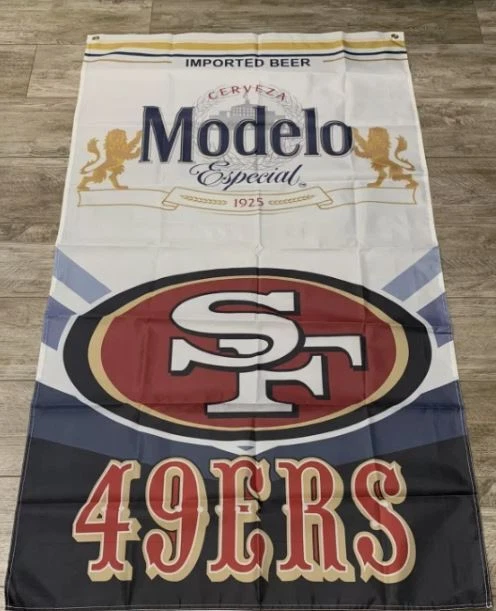 IMPORTED BEER
CERVEZA
Modelo
Especial
1925
SF
49ERS